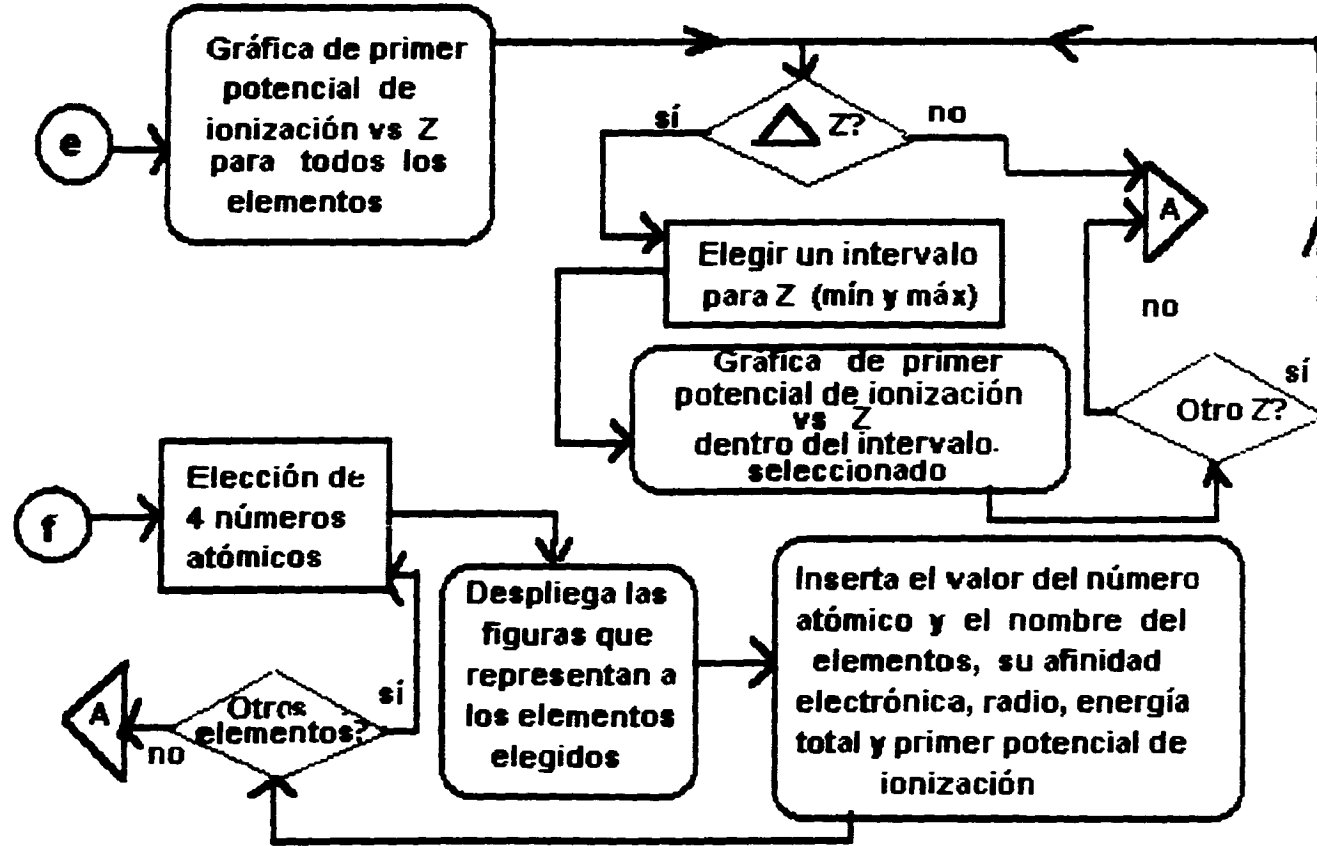 e
Gráfica de primer
potencial de
ionización vs Z
para todos los
elementos
sí
△ Z?
no
A
Elegir un intervalo
para Z (mín y máx)
Gráfica de primer
potencial de ionización
vs Z
dentro del intervalo.
seleccionado
no
Otro Z?
sí
f
Elección de
4 números
atómicos
Despliega las
figuras que
representan a
los elementos
elegidos
Inserta el valor del número
atómico y el nombre del
elementos, su afinidad
electrónica, radio, energía
total y primer potencial de
ionización
Otros
elementos?
sí
no
A